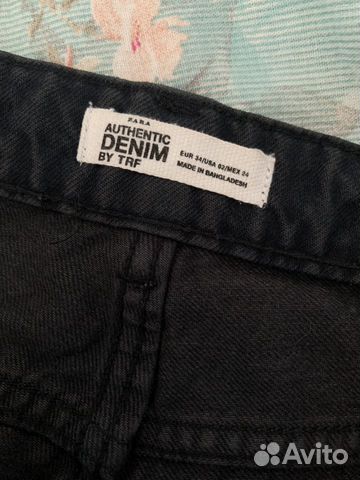 ZARA
AUTHENTIC
DENIM
BY TRF
EUR 34/USA 02/MEX 24
MADE IN BANGLADESH
Avito